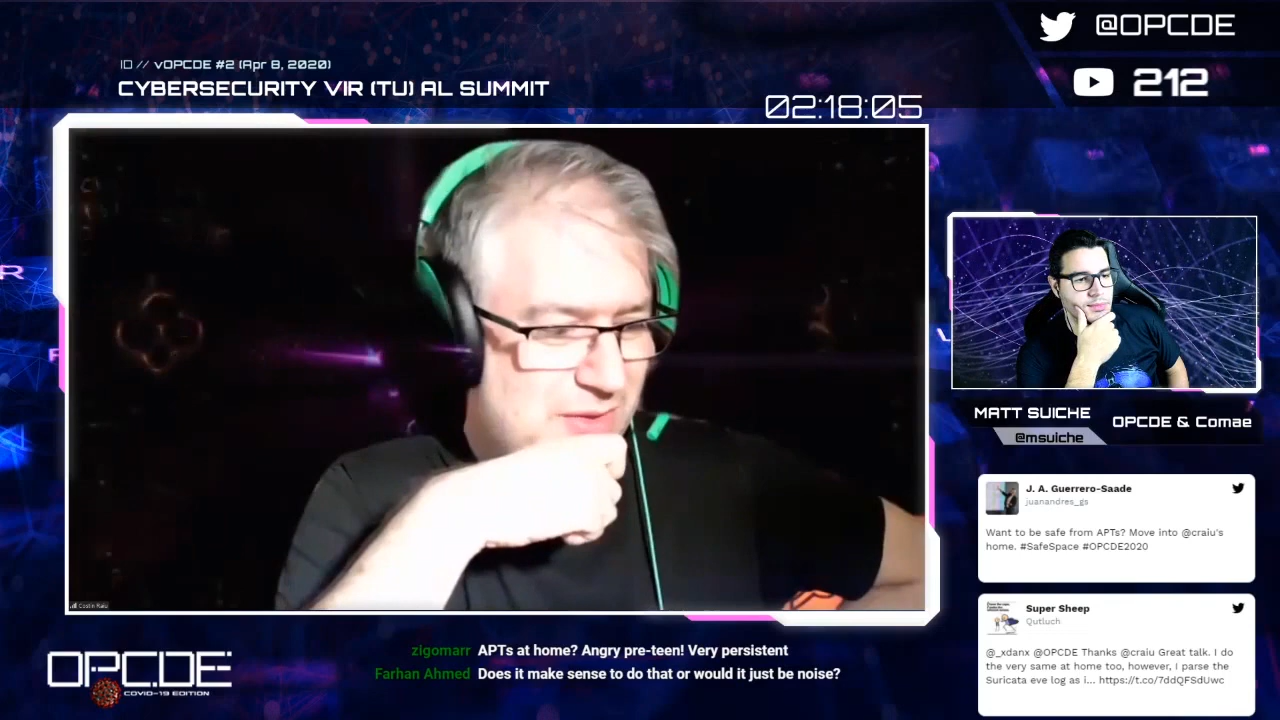 @OPCDE
ID // vOPCDE #2 (Apr 8, 2020)
CYBERSECURITY VIR (TU) AL SUMMIT
212
02:18:05
MATT SUICHE
OPCDE & Comae
@msuiche
J. A. Guerrero-Saade
juanandres_gs
Want to be safe from APTs? Move into @craiu's
home. #SafeSpace #OPCDE2020
Super Sheep
Qutluch
@_xdanx @OPCDE Thanks @craiu Great talk. I do
the very same at home too, however, I parse the
Suricata eve log as i... https://t.co/7ddQFSdUwc
Costin Raiu
zigomarr APTs at home? Angry pre-teen! Very persistent
Farhan Ahmed Does it make sense to do that or would it just be noise?
OPCDE
COVID-19 EDITION